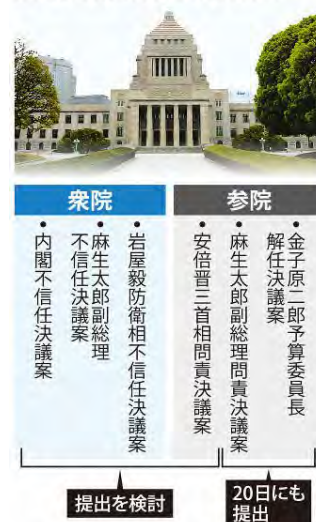 衆院
参院
・金子原二郎予算委員長
解任決議案
・麻生太郎副総理問責決議案
・安倍晋三首相問責決議案
・岩屋毅防衛相不信任決議案
・麻生太郎副総理
不信任決議案
・内閣不信任決議案
提出を検討
20日にも
提出